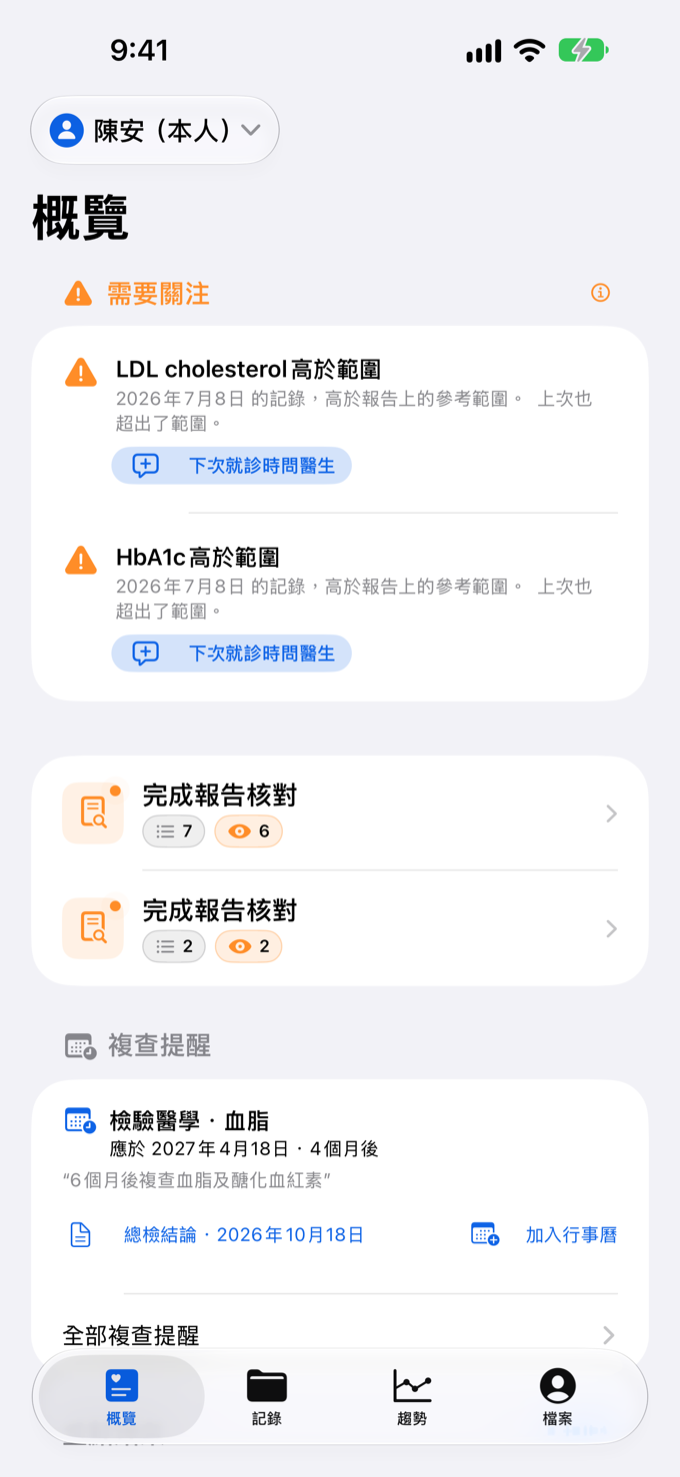 9:41
陳安（本人）
概覽
需要關注
LDL cholesterol高於範圍
2026年7月8日 的記錄，高於報告上的參考範圍。 上次也
超出了範圍。
下次就診時問醫生
HbA1c高於範圍
2026年7月8日 的記錄，高於報告上的參考範圍。 上次也
超出了範圍。
下次就診時問醫生
完成報告核對
7 6
完成報告核對
2 2
複查提醒
檢驗醫學 · 血脂
應於 2027年4月18日 · 4個月後
“6個月後複查血脂及醣化血紅素”
總檢結論 · 2026年10月18日 加入行事曆
全部複查提醒
概覽 記錄 趨勢 檔案